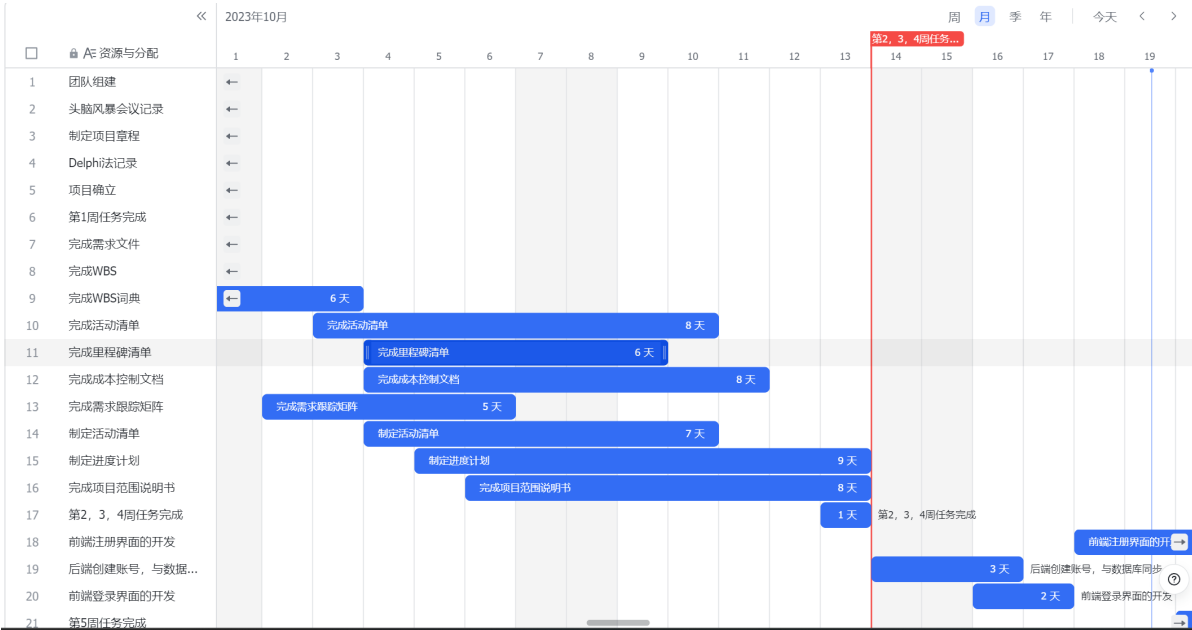 2023年10月 周 月 季 年 今天
第2，3，4周任务...
资源与分配 1 2 3 4 5 6 7 8 9 10 11 12 13 14 15 16 17 18 19
1 团队组建
2 头脑风暴会议记录
3 制定项目章程
4 Delphi法记录
5 项目确立
6 第1周任务完成
7 完成需求文件
8 完成WBS
9 完成WBS词典 6 天
10 完成活动清单 完成活动清单 8 天
11 完成里程碑清单 完成里程碑清单 6 天
12 完成成本控制文档 完成成本控制文档 8 天
13 完成需求跟踪矩阵 完成需求跟踪矩阵 5 天
14 制定活动清单 制定活动清单 7 天
15 制定进度计划 制定进度计划 9 天
16 完成项目范围说明书 完成项目范围说明书 8 天
17 第2，3，4周任务完成 1 天 第2，3，4周任务完成
18 前端注册界面的开发 前端注册界面的开
19 后端创建账号，与数据... 3 天 后端创建账号，与数据库同步
20 前端登录界面的开发 2 天 前端登录界面的开发
21 第5周任务完成